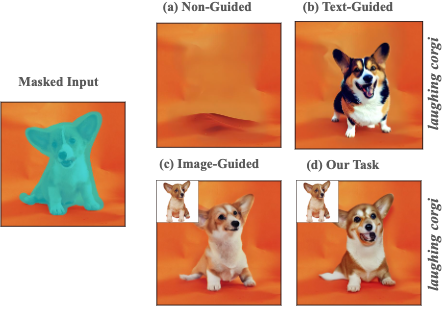 (a) Non-Guided
(b) Text-Guided
Masked Input
laughing corgi
(c) Image-Guided
(d) Our Task
laughing corgi